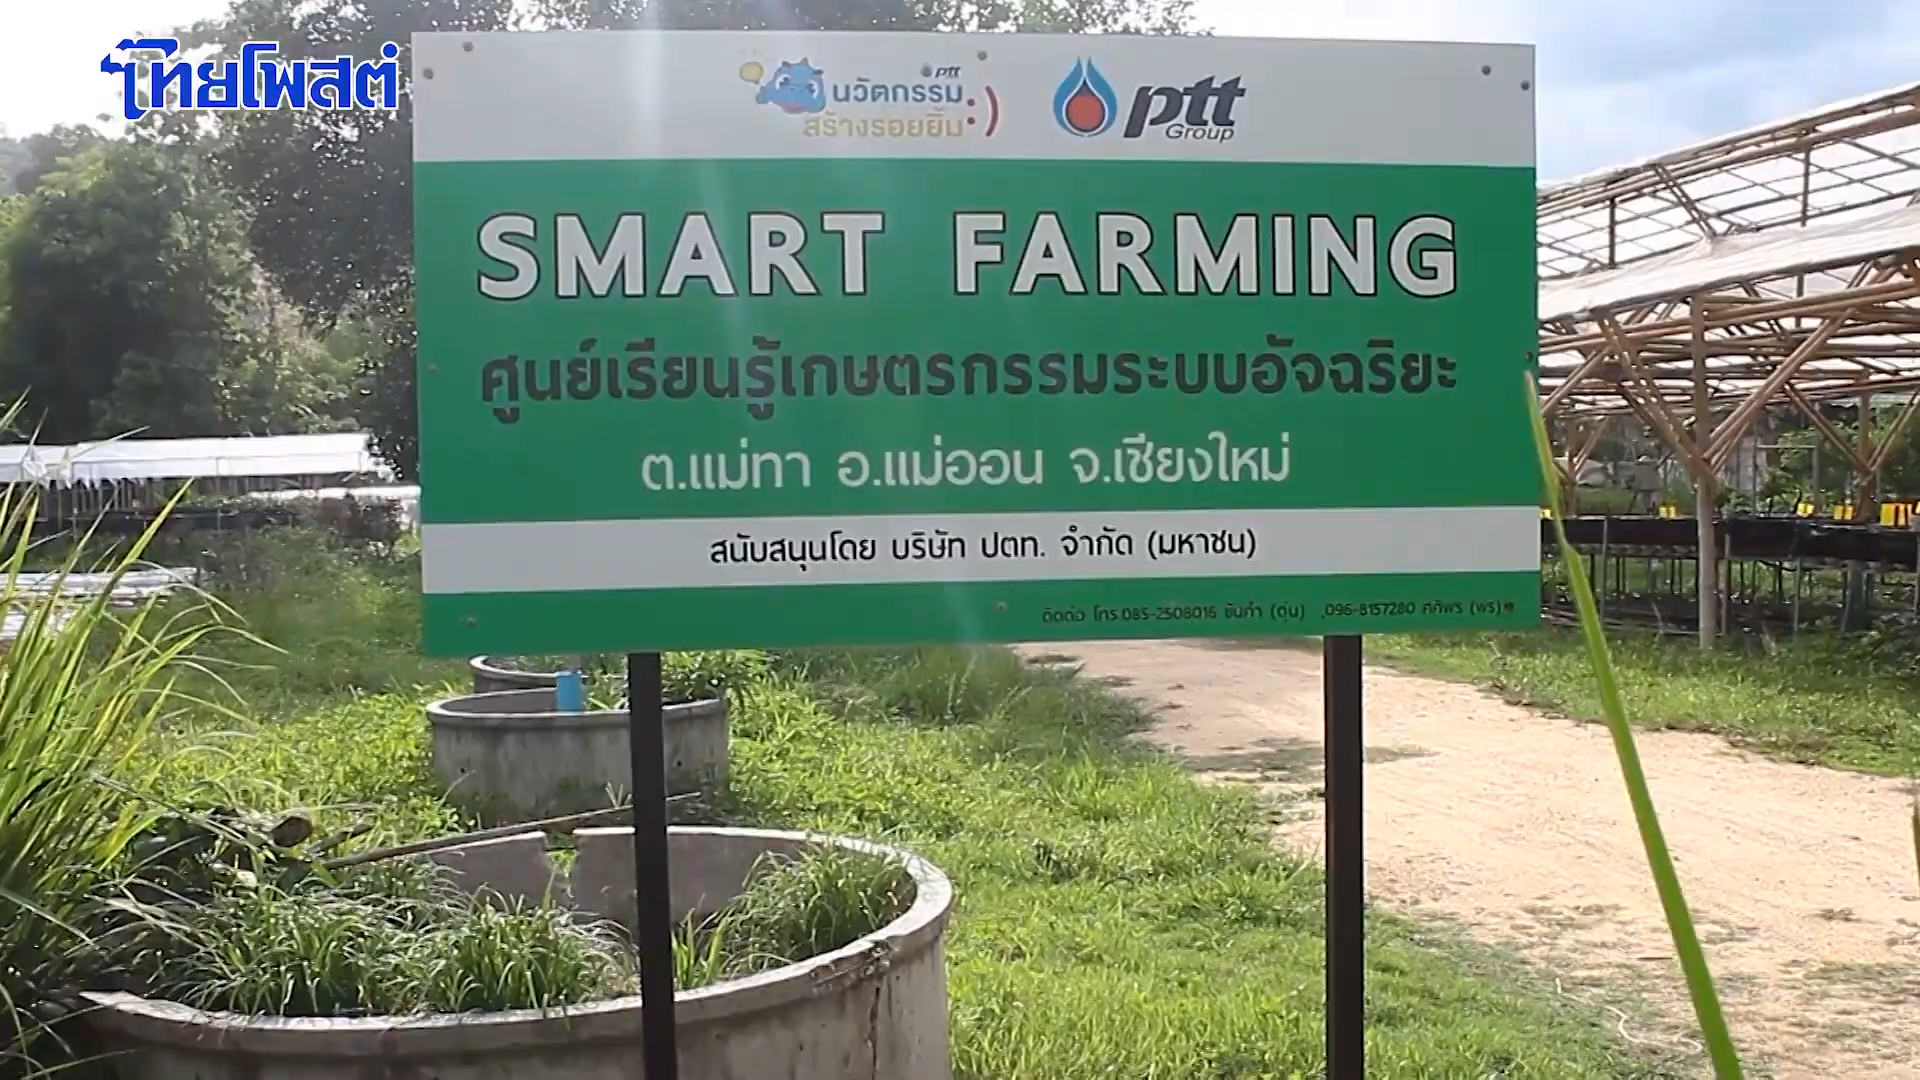 ไทยโพสต์
ptt
นวัตกรรม
สร้างรอยยิ้ม :)
ptt
Group
SMART FARMING
ศูนย์เรียนรู้เกษตรกรรมระบบอัจฉริยะ
ต.แม่ทา อ.แม่ออน จ.เชียงใหม่
สนับสนุนโดย บริษัท ปตท. จำกัด (มหาชน)
ติดต่อ โทร.085-2508016 ขันคำ (ตุ่น) ,096-8157280 ศศิพร (พร)